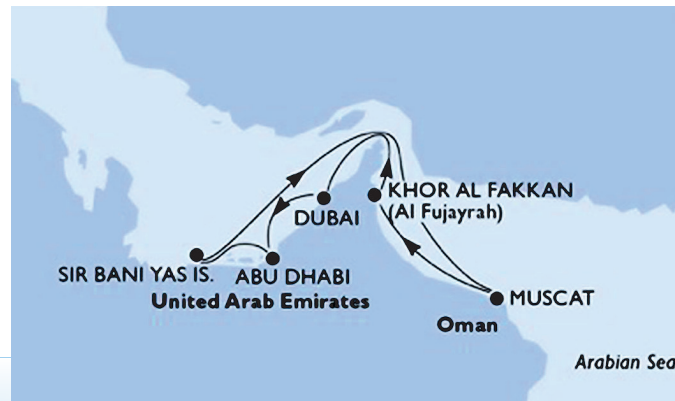 KHOR AL FAKKAN
(Al Fujayrah)
DUBAI
SIR BANI YAS IS.
ABU DHABI
United Arab Emirates
MUSCAT
Oman
Arabian Sea